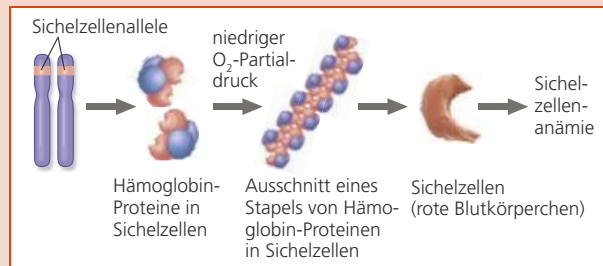 Sichelzellenallele
niedriger
O₂-Partial-
druck
Sichel-
zellen-
anämie
Hämoglobin-
Proteine in
Sichelzellen
Ausschnitt eines
Stapels von Hämo-
globin-Proteinen
in Sichelzellen
Sichelzellen
(rote Blutkörperchen)